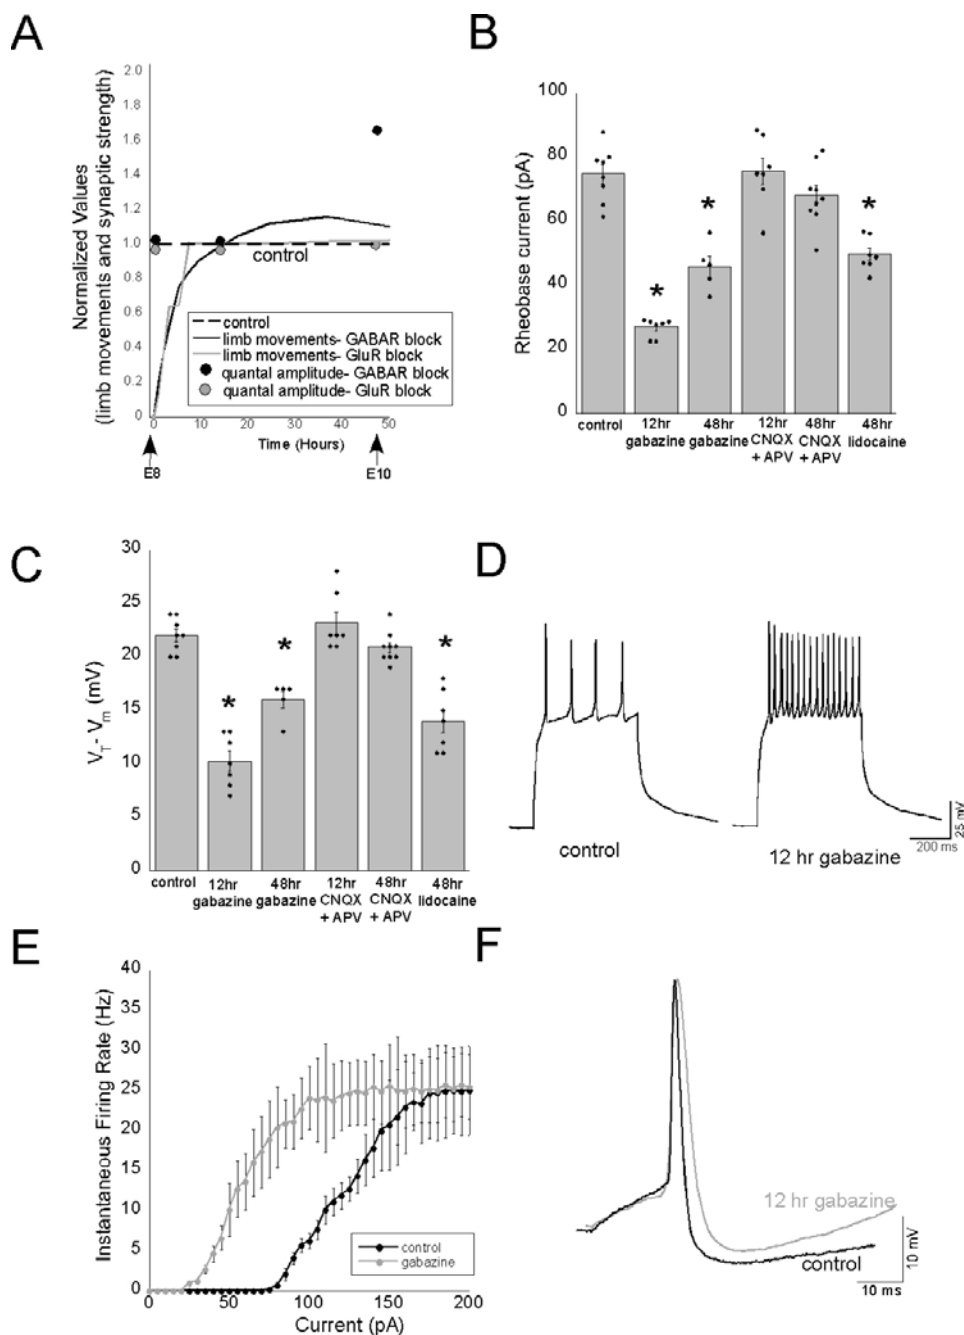 A
Normalized Values
(limb movements and synaptic strength)
2.0
1.8
1.6
1.4
1.2
1.0
0.8
0.6
0.4
0.2
0
control
control
limb movements- GABAR block
limb movements- GluR block
quantal amplitude- GABAR block
quantal amplitude- GluR block
0 10 20 30 40 50
Time (Hours)
E8 E10
B
Rheobase current (pA)
100
80
60
40
20
0
* * *
control
12hr gabazine
48hr gabazine
12hr CNQX + APV
48hr CNQX + APV
48hr lidocaine
C
V_T- V_m (mV)
30
25
20
15
10
5
0
* * *
control
12hr gabazine
48hr gabazine
12hr CNQX + APV
48hr CNQX + APV
48hr lidocaine
D
control
12 hr gabazine
25 mV
200 ms
E
Instantaneous Firing Rate (Hz)
40
35
30
25
20
15
10
5
0
control
gabazine
0 50 100 150 200
Current (pA)
F
12 hr gabazine
control
10 mV
10 ms